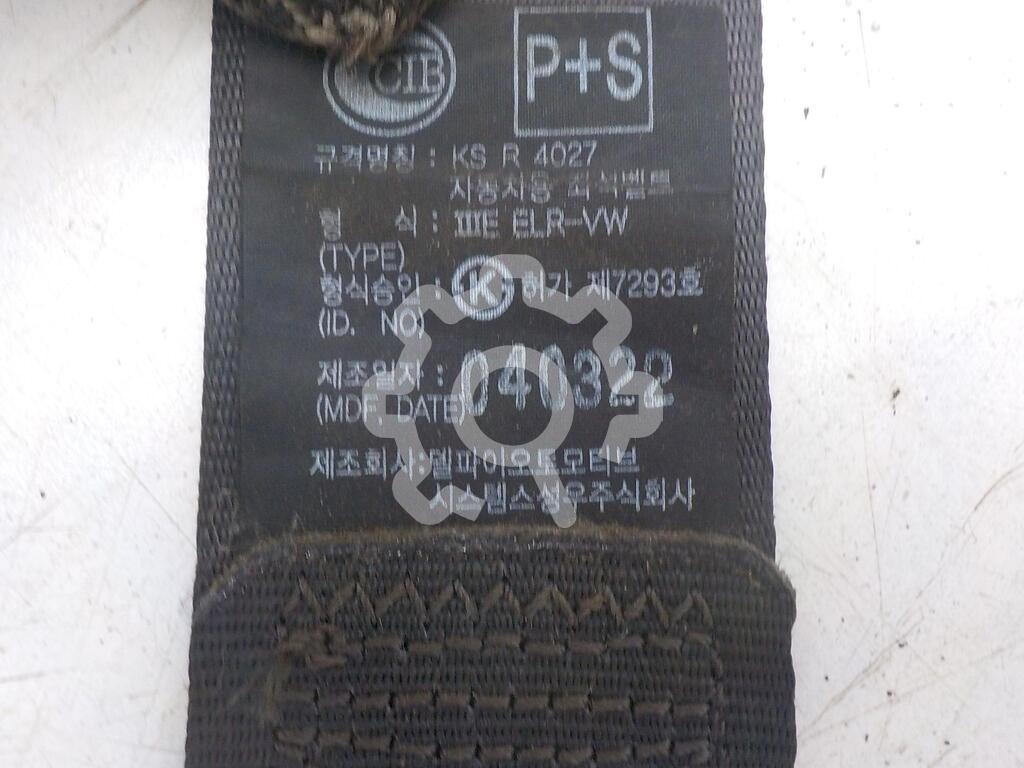 CIB P+S
규격명칭 : KS R 4027
자동차용 좌석벨트
형 식 : ⅢE ELR-VW
(TYPE)
형식승인 : K 허가 제7293호
(ID. NO)
제조일자 : 040322
(MDF, DATE)
제조회사:델파이오토모티브
시스템스성우주식회사